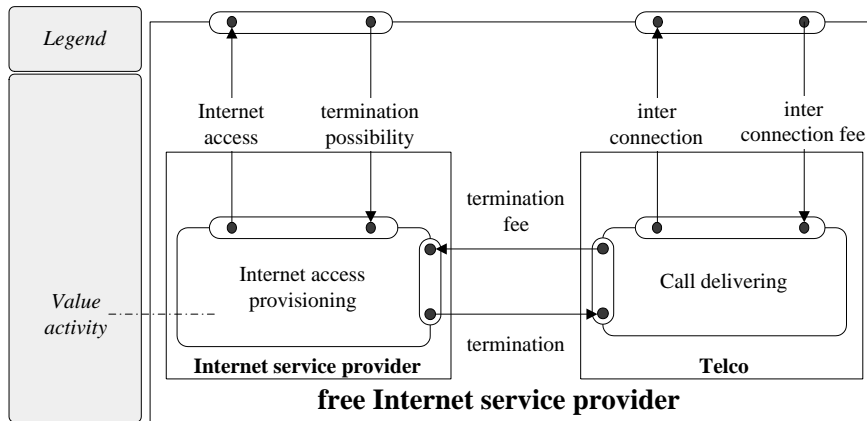 Legend
Internet
access
termination
possibility
inter
connection
inter
connection fee
termination
fee
Internet access
provisioning
Call delivering
Value
activity
termination
Internet service provider
Telco
free Internet service provider